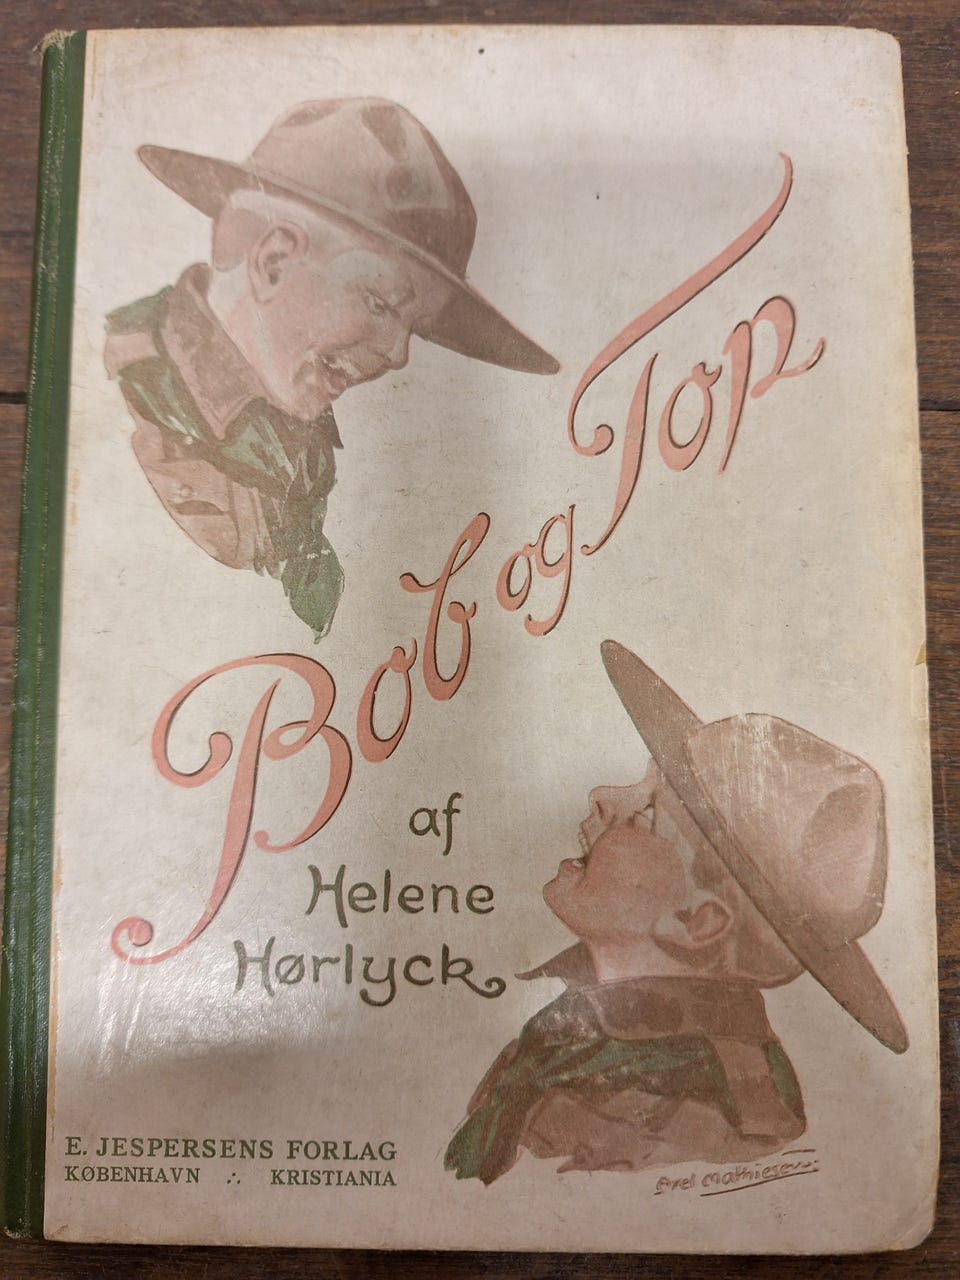 Bob og Top
af
Helene
Hørlyck
E. JESPERSENS FORLAG
KØBENHAVN ∴ KRISTIANIA
Axel Mathiesen